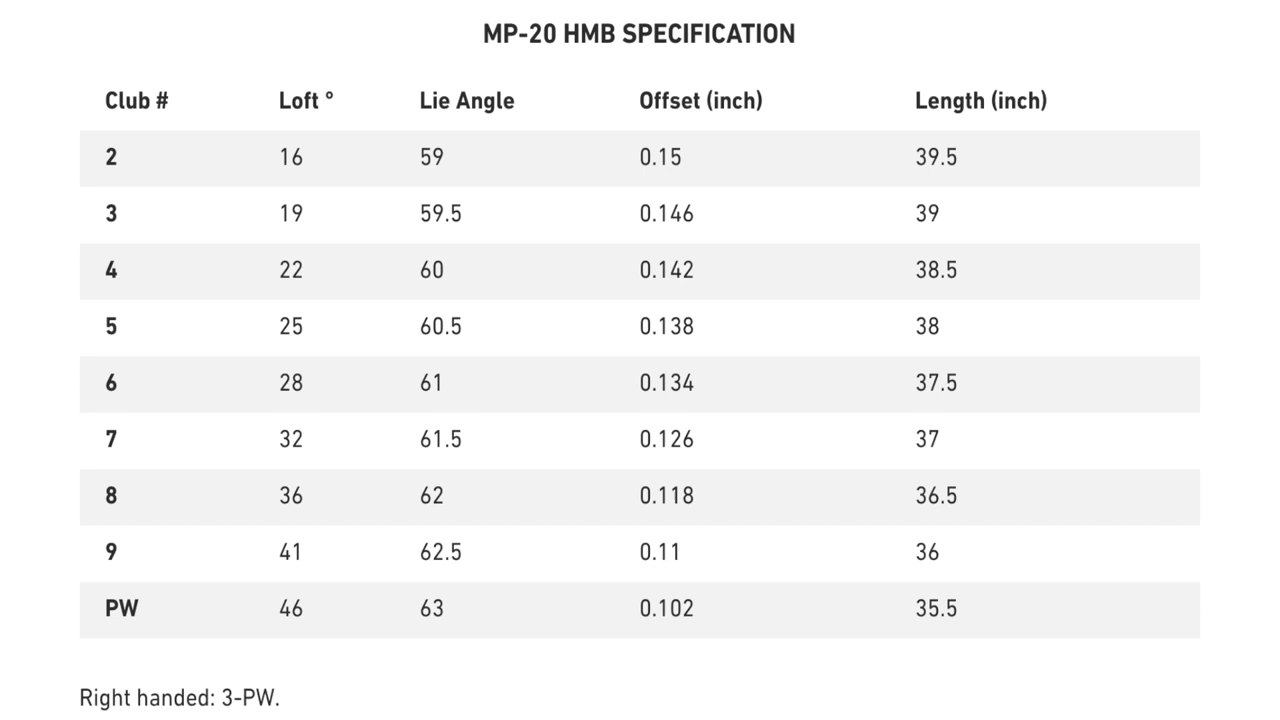 MP-20 HMB SPECIFICATION
Club # Loft ° Lie Angle Offset (inch) Length (inch)
2 16 59 0.15 39.5
3 19 59.5 0.146 39
4 22 60 0.142 38.5
5 25 60.5 0.138 38
6 28 61 0.134 37.5
7 32 61.5 0.126 37
8 36 62 0.118 36.5
9 41 62.5 0.11 36
PW 46 63 0.102 35.5
Right handed: 3-PW.